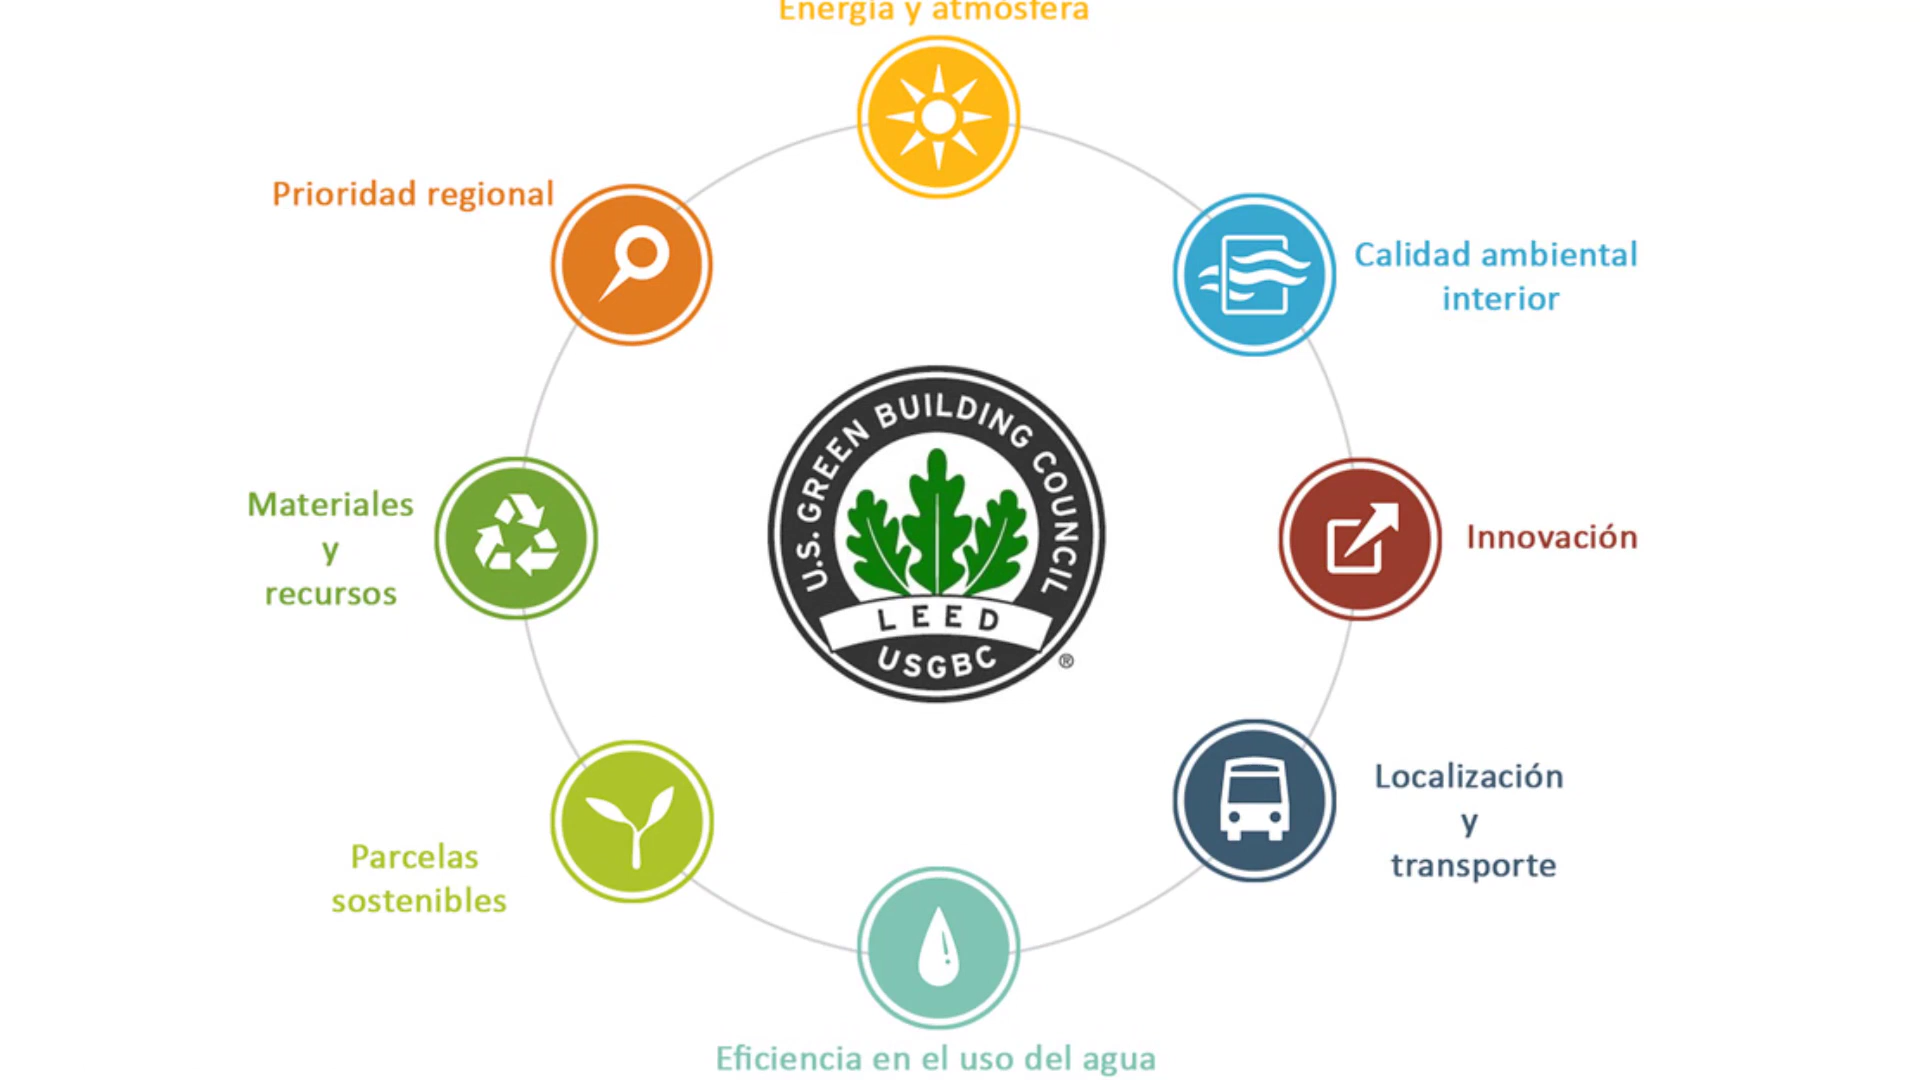 Energía y atmósfera
Prioridad regional
Calidad ambiental
interior
U.S. GREEN BUILDING COUNCIL
LEED
USGBC
®
Materiales
y
recursos
Innovación
Localización
y
transporte
Parcelas
sostenibles
Eficiencia en el uso del agua